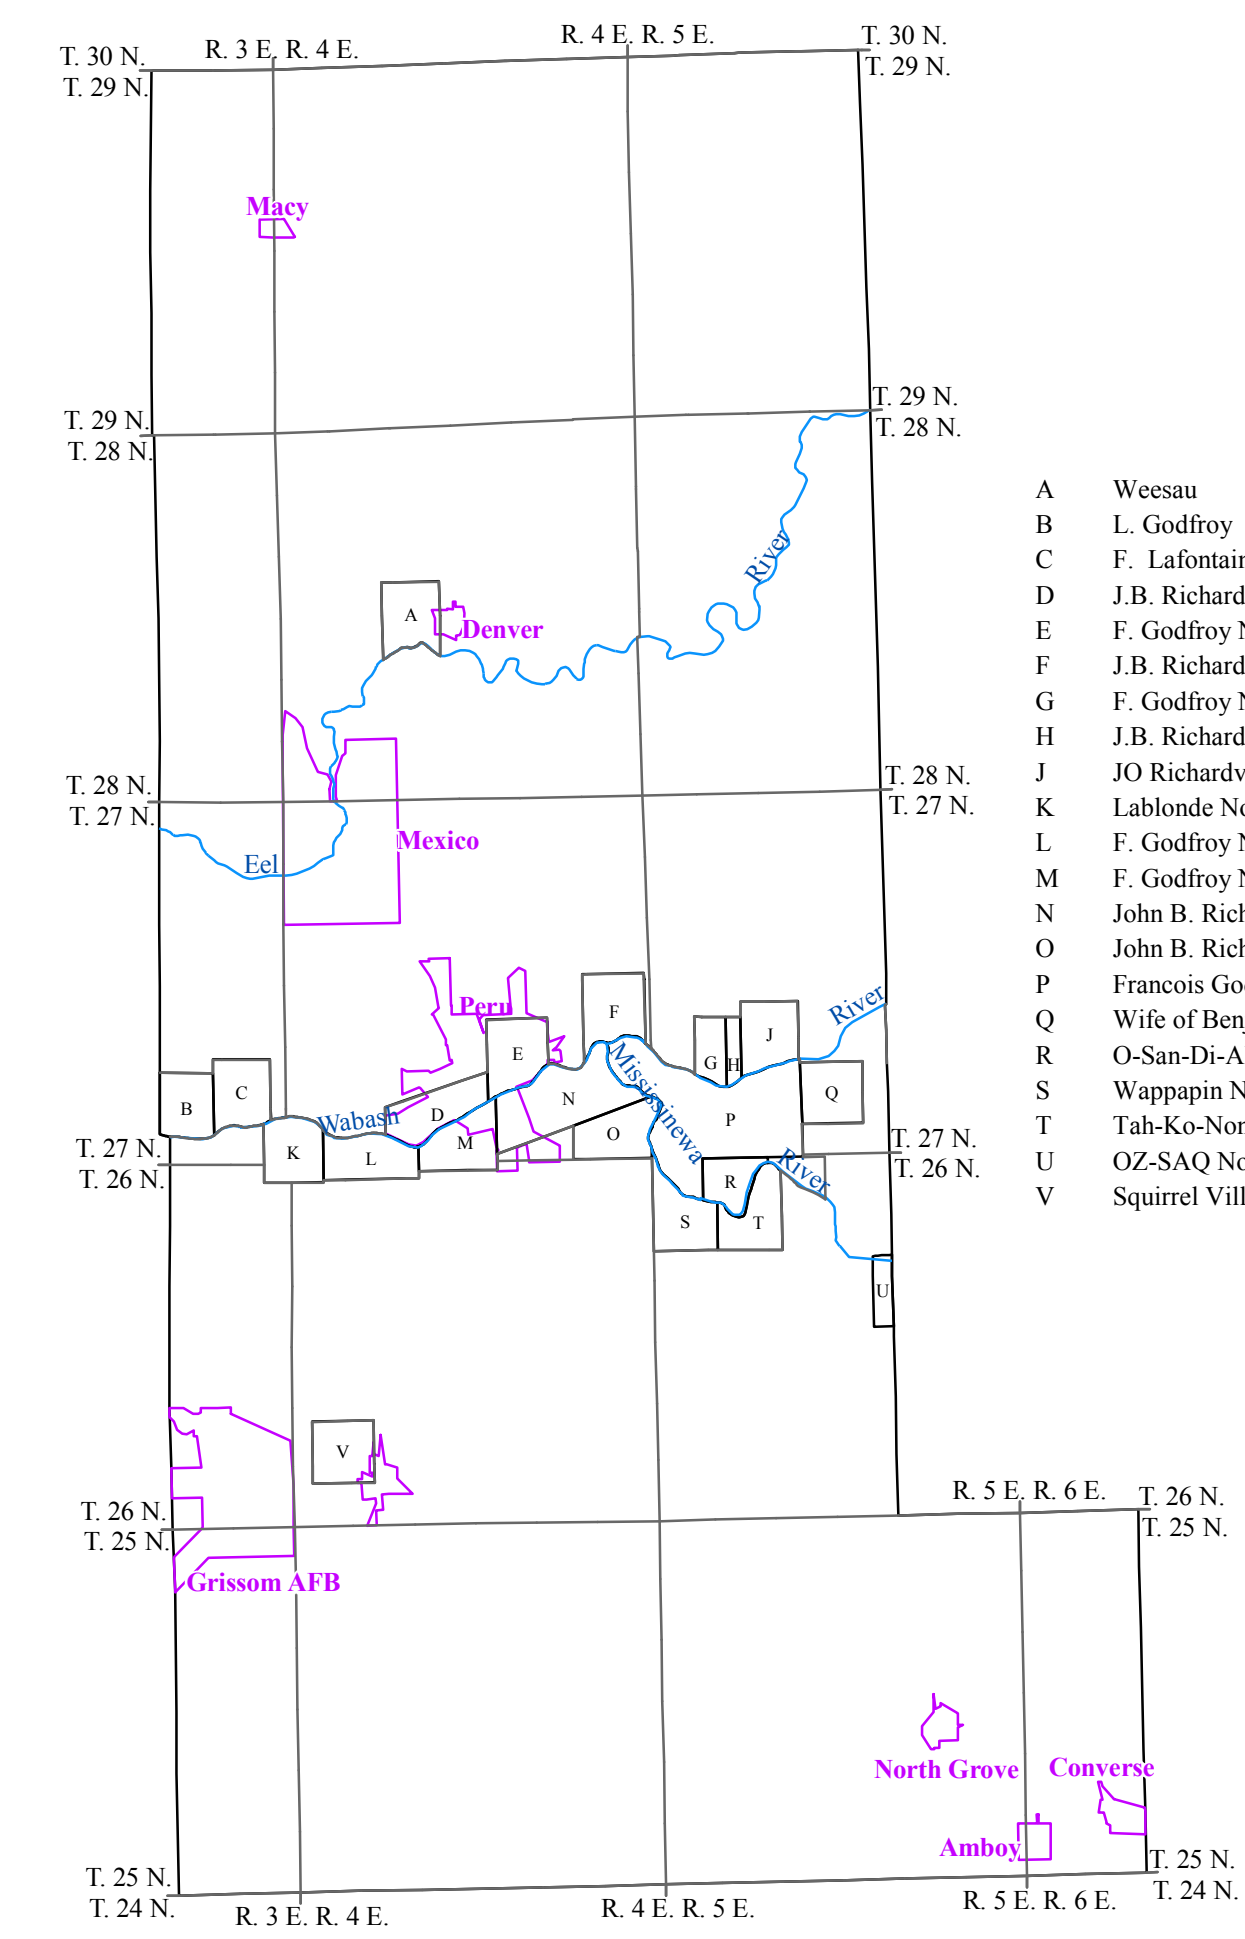 T. 30 N.
T. 29 N.
R. 3 E. R. 4 E.
R. 4 E. R. 5 E.
T. 30 N.
T. 29 N.
Macy
T. 29 N.
T. 28 N.
T. 29 N.
T. 28 N.
River
A
Denver
T. 28 N.
T. 27 N.
T. 28 N.
T. 27 N.
Eel
Mexico
Peru
River
B
C
D
E
F
G
H
J
K
L
M
N
O
P
Q
Wabash
Mississinewa
River
T. 27 N.
T. 26 N.
T. 27 N.
T. 26 N.
R
S
T
U
V
A Weesau
B L. Godfroy
C F. Lafontain
D J.B. Richard
E F. Godfroy N
F J.B. Richard
G F. Godfroy N
H J.B. Richard
J JO Richardv
K Lablonde No
L F. Godfroy N
M F. Godfroy N
N John B. Rich
O John B. Rich
P Francois Go
Q Wife of Ben
R O-San-Di-A
S Wappapin N
T Tah-Ko-Non
U OZ-SAQ No
V Squirrel Vill
T. 26 N.
T. 25 N.
R. 5 E. R. 6 E.
T. 26 N.
T. 25 N.
Grissom AFB
North Grove
Converse
Amboy
T. 25 N.
T. 24 N.
R. 3 E. R. 4 E.
R. 4 E. R. 5 E.
R. 5 E. R. 6 E.
T. 25 N.
T. 24 N.